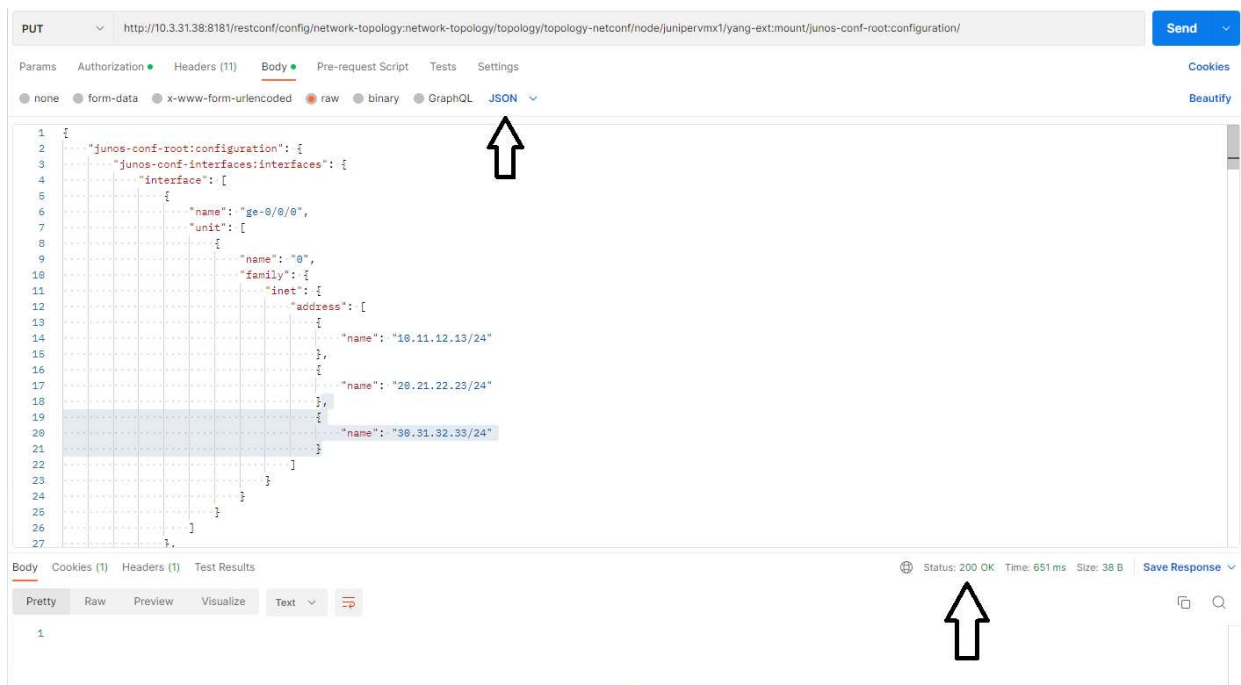 PUT http://10.3.31.38:8181/restconf/config/network-topology:network-topology/topology/topology-netconf/node/junipervmx1/yang-ext:mount/junos-conf-root:configuration/ Send
Params Authorization Headers (11) Body Pre-request Script Tests Settings Cookies
none form-data x-www-form-urlencoded raw binary GraphQL JSON Beautify
1 {
2 "junos-conf-root:configuration": {
3 "junos-conf-interfaces:interfaces": {
4 "interface": [
5 {
6 "name": "ge-0/0/0",
7 "unit": [
8 {
9 "name": "0",
10 "family": {
11 "inet": {
12 "address": [
13 {
14 "name": "10.11.12.13/24"
15 },
16 {
17 "name": "20.21.22.23/24"
18 },
19 {
20 "name": "30.31.32.33/24"
21 }
22 ]
23 }
24 }
25 }
26 ]
27 },
Body Cookies (1) Headers (1) Test Results Status: 200 OK Time: 651 ms Size: 38 B Save Response
Pretty Raw Preview Visualize Text
1